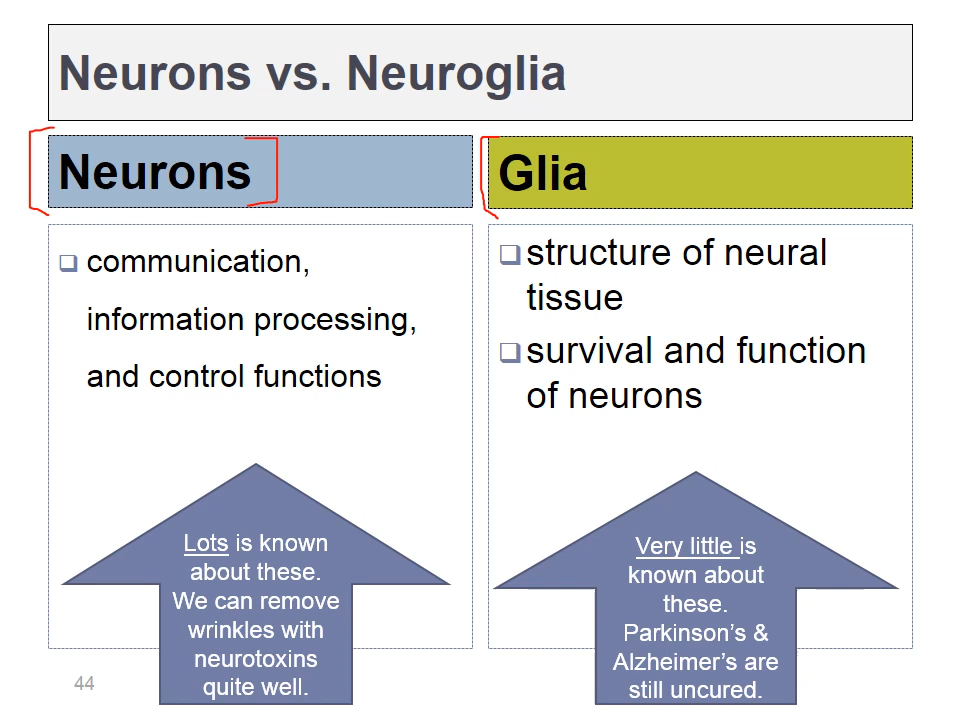 Neurons vs. Neuroglia
Neurons
❑ communication,
information processing,
and control functions
Lots is known
about these.
We can remove
wrinkles with
neurotoxins
quite well.
Glia
❑ structure of neural
tissue
❑ survival and function
of neurons
Very little is
known about
these.
Parkinson’s &
Alzheimer’s are
still uncured.
44